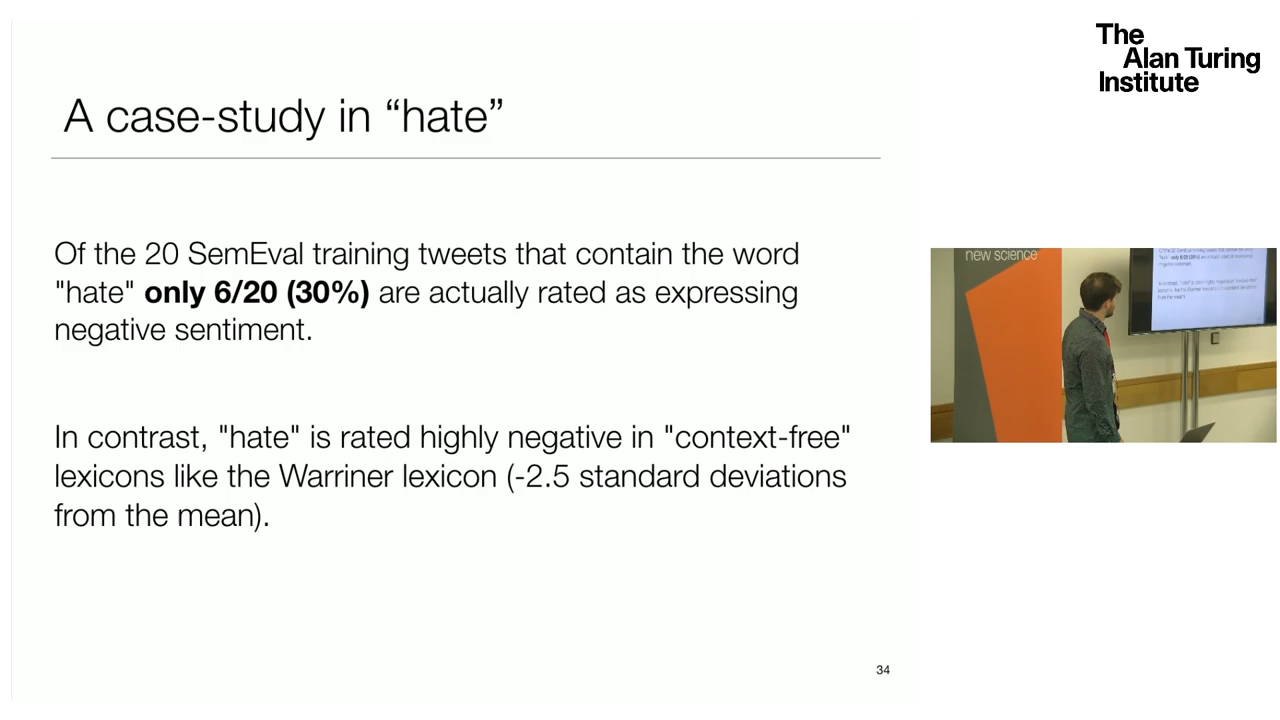 A case-study in “hate”
Of the 20 SemEval training tweets that contain the word
"hate" only 6/20 (30%) are actually rated as expressing
negative sentiment.
In contrast, "hate" is rated highly negative in "context-free"
lexicons like the Warriner lexicon (-2.5 standard deviations
from the mean).
34
The
Alan Turing
Institute
new science